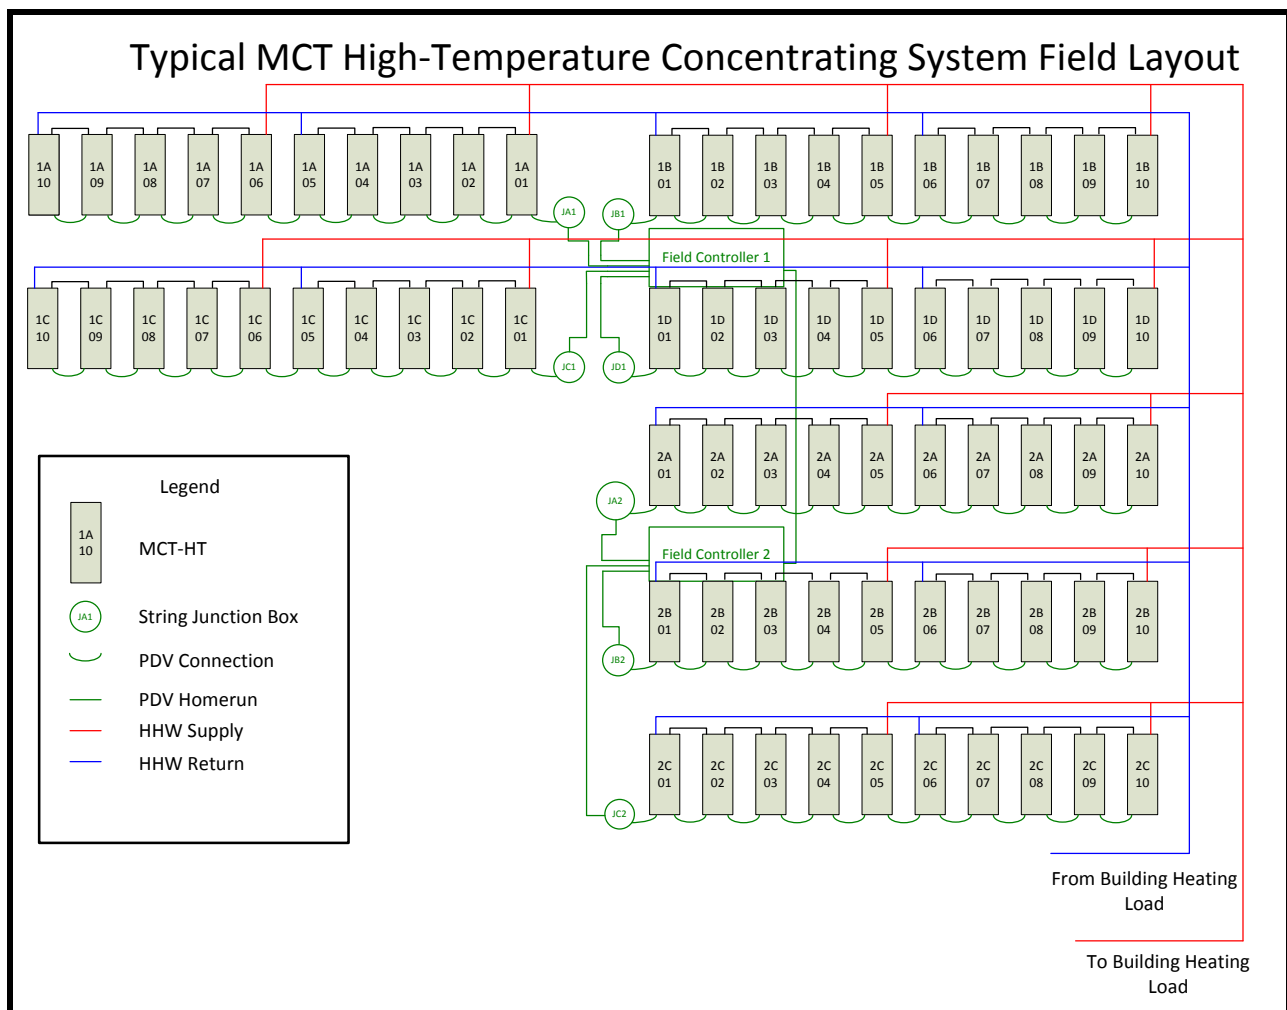 Typical MCT High-Temperature Concentrating System Field Layout
1A 1A 1A 1A 1A 1A 1A 1A 1A 1A 1B 1B 1B 1B 1B 1B 1B 1B 1B 1B
10 09 08 07 06 05 04 03 02 01 01 02 03 04 05 06 07 08 09 10
JA1 JB1
Field Controller 1
1C 1C 1C 1C 1C 1C 1C 1C 1C 1C 1D 1D 1D 1D 1D 1D 1D 1D 1D 1D
10 09 08 07 06 05 04 03 02 01 01 02 03 04 05 06 07 08 09 10
JC1 JD1
2A 2A 2A 2A 2A 2A 2A 2A 2A 2A
01 02 03 04 05 06 07 08 09 10
JA2
Field Controller 2
2B 2B 2B 2B 2B 2B 2B 2B 2B 2B
01 02 03 04 05 06 07 08 09 10
JB2
2C 2C 2C 2C 2C 2C 2C 2C 2C 2C
01 02 03 04 05 06 07 08 09 10
JC2
Legend
1A
10
MCT-HT
JA1
String Junction Box
PDV Connection
PDV Homerun
HHW Supply
HHW Return
From Building Heating
Load
To Building Heating
Load